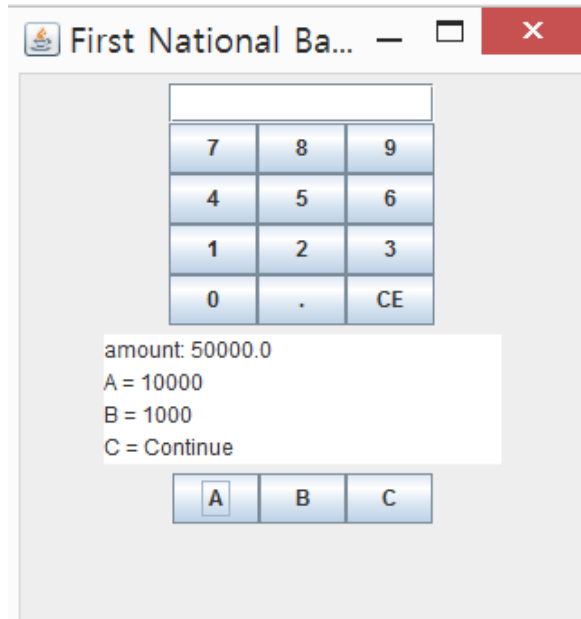 First National Ba...
7 8 9
4 5 6
1 2 3
0 . CE
amount: 50000.0
A = 10000
B = 1000
C = Continue
A B C